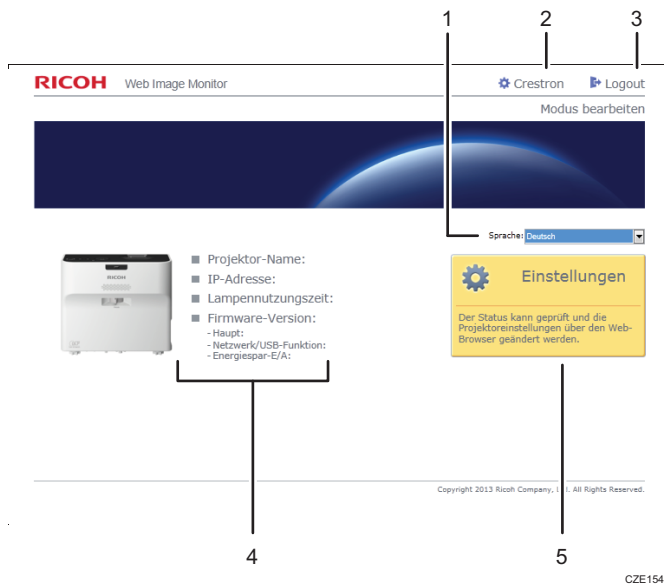 1 2 3
RICOH Web Image Monitor Crestron Logout
Modus bearbeiten
Sprache: Deutsch
RICOH
Projektor-Name:
IP-Adresse:
Lampennutzungszeit:
Firmware-Version:
- Haupt:
- Netzwerk/USB-Funktion:
- Energiespar-E/A:
Einstellungen
Der Status kann geprüft und die
Projektoreinstellungen über den Web-
Browser geändert werden.
Copyright 2013 Ricoh Company, . All Rights Reserved.
4 5
CZE154